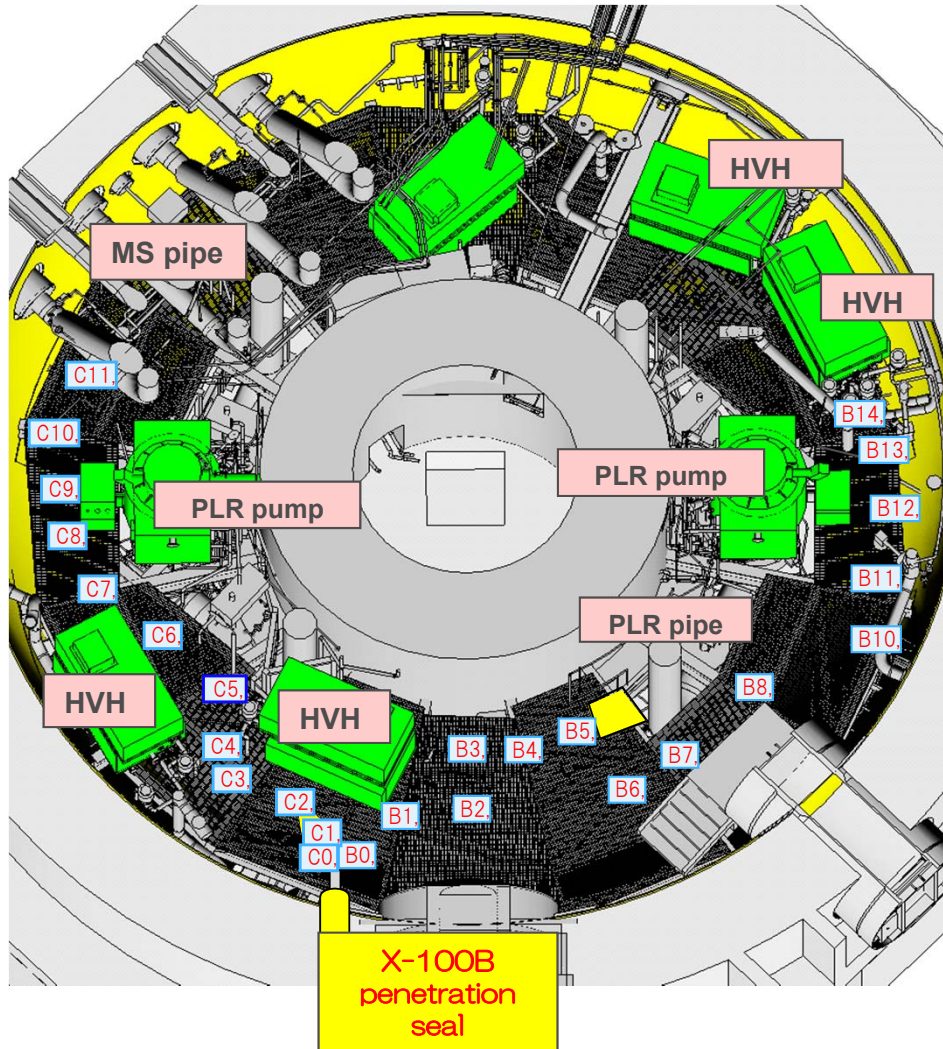 HVH
MS pipe
HVH
C11,
B14,
C10,
B13,
PLR pump
C9,
PLR pump
B12,
C8,
B11,
C7,
PLR pipe
C6,
B10,
C5,
B8,
HVH
HVH
B5,
C4,
B3,
B4,
B7,
C3,
B6,
C2,
B1,
B2,
C1,
C0,
B0,
X-100B
penetration
seal